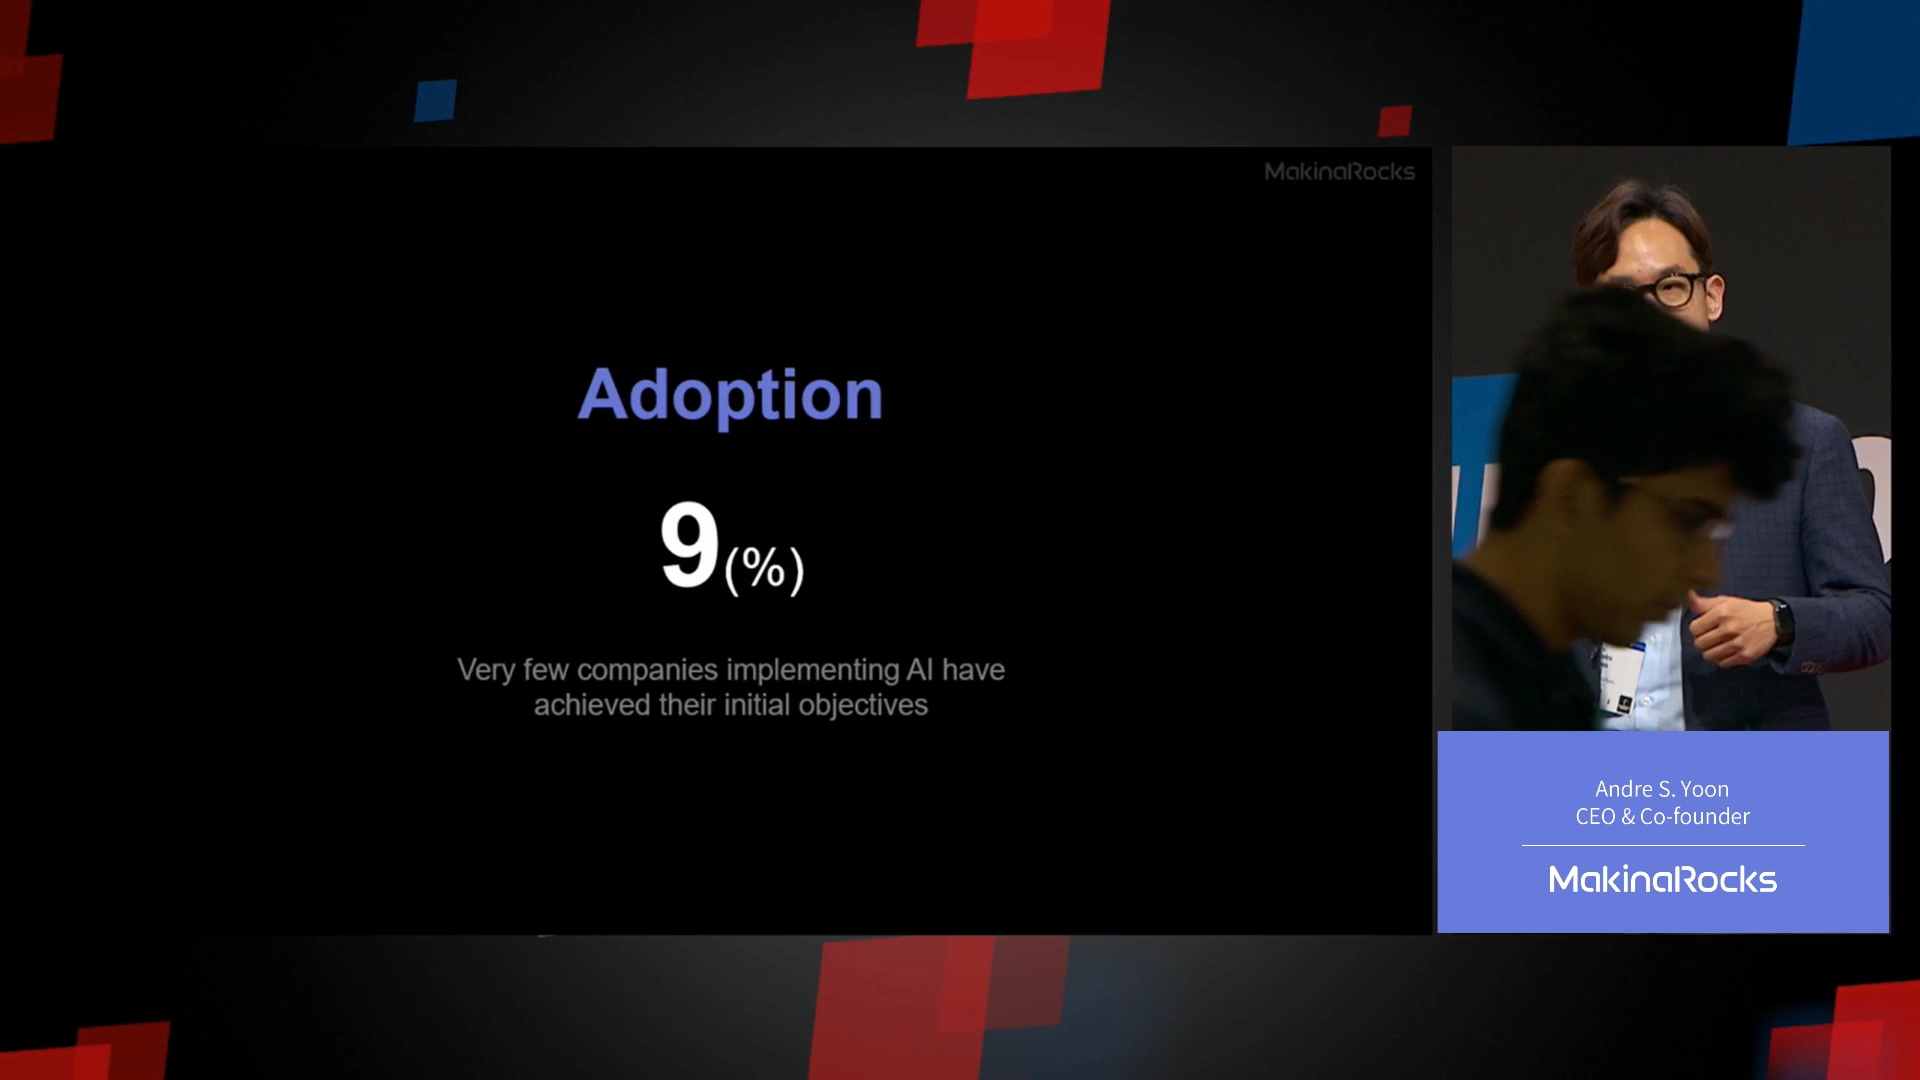 MakinaRocks
Adoption
9(%)
Very few companies implementing AI have
achieved their initial objectives
Andre S. Yoon
CEO & Co-founder
MakinaRocks